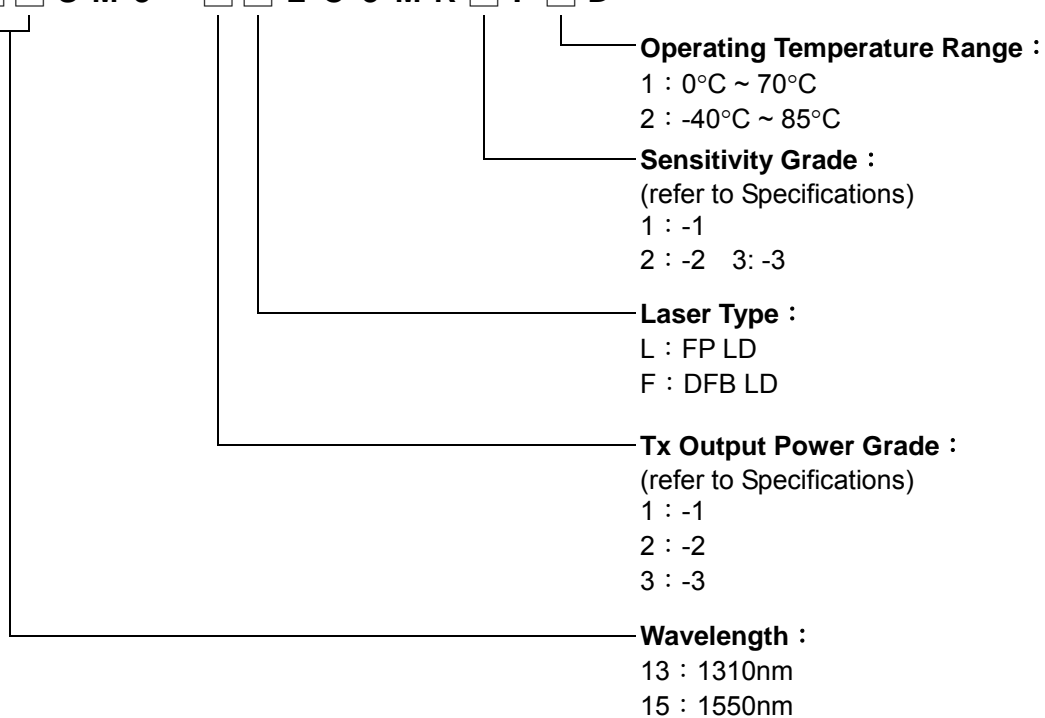 Operating Temperature Range：
1：0°C ~ 70°C
2：-40°C ~ 85°C
Sensitivity Grade：
(refer to Specifications)
1：-1
2：-2 3: -3
Laser Type：
L：FP LD
F：DFB LD
Tx Output Power Grade：
(refer to Specifications)
1：-1
2：-2
3：-3
Wavelength：
13：1310nm
15：1550nm